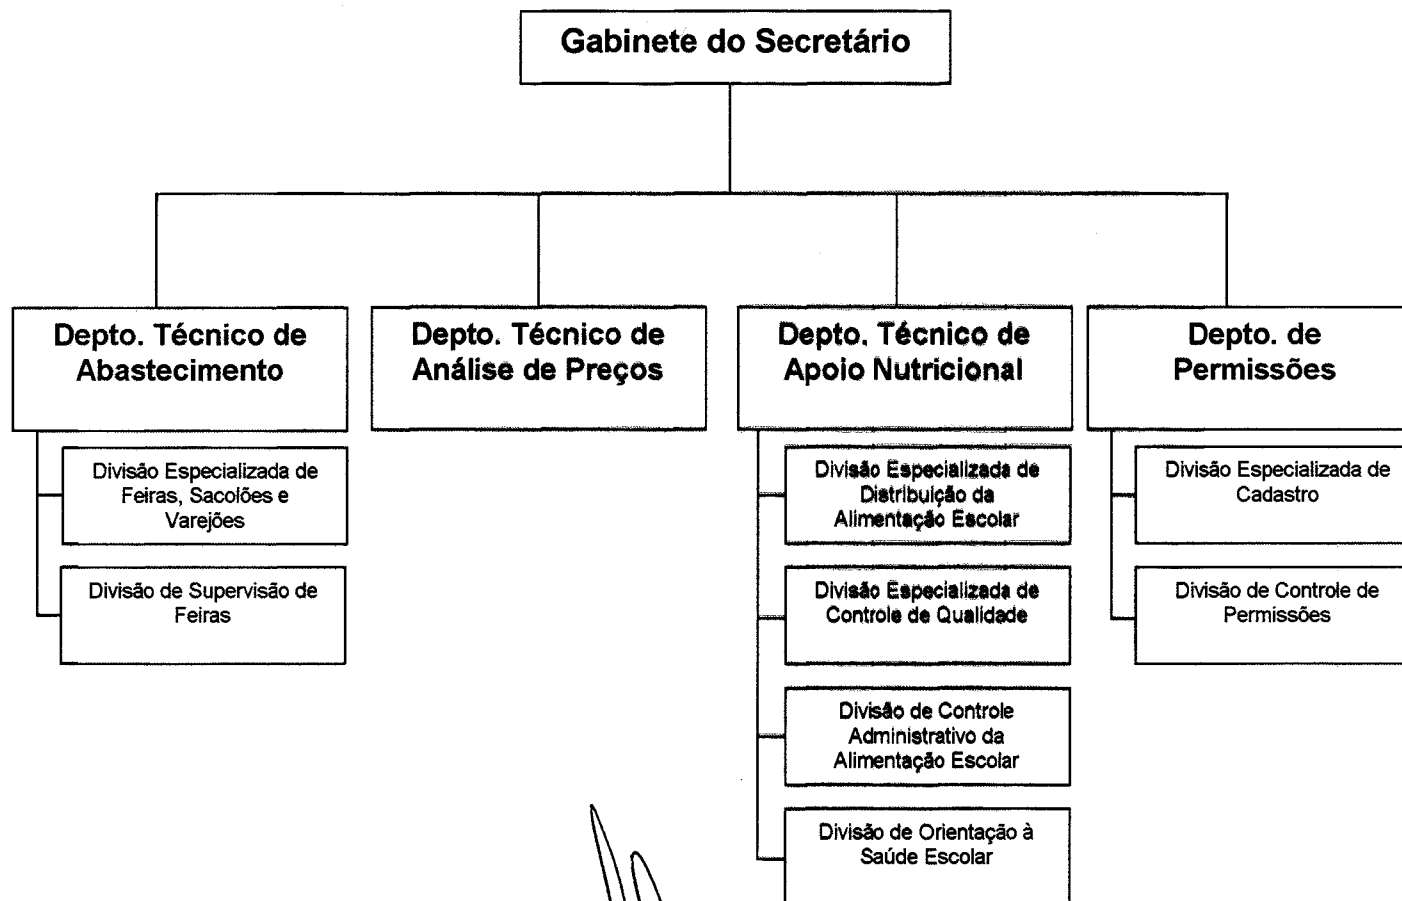 Gabinete do Secretário
Depto. Técnico de
Abastecimento
Depto. Técnico de
Análise de Preços
Depto. Técnico de
Apoio Nutricional
Depto. de
Permissões
Divisão Especializada de
Feiras, Sacolões e
Varejões
Divisão de Supervisão de
Feiras
Divisão Especializada de
Distribuição da
Alimentação Escolar
Divisão Especializada de
Controle de Qualidade
Divisão de Controle
Administrativo da
Alimentação Escolar
Divisão de Orientação à
Saúde Escolar
Divisão Especializada de
Cadastro
Divisão de Controle de
Permissões